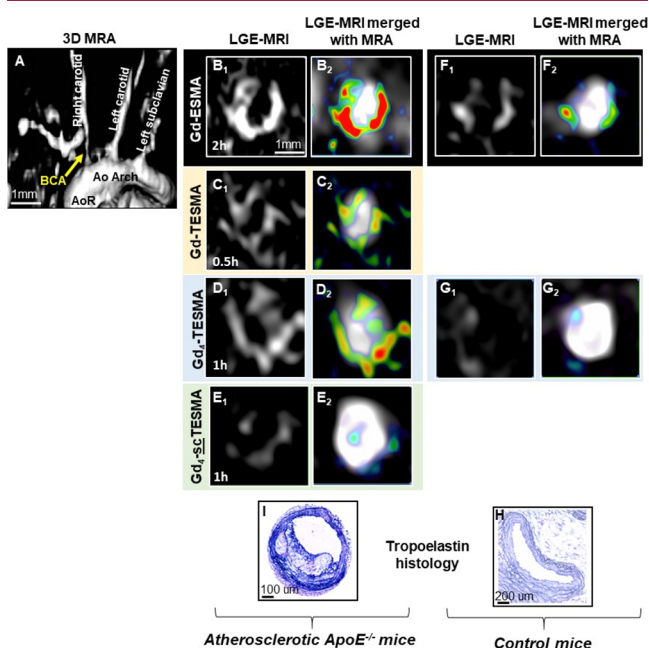 3D MRA
LGE-MRI
LGE-MRI merged
with MRA
LGE-MRI
LGE-MRI merged
with MRA
A
Right carotid
Left carotid
Left subclavian
BCA
Ao Arch
AoR
1mm
Gd-ESMA
B1
2h
1mm
B2
F1
F2
Gd-TESMA
C1
0.5h
C2
Gd4-TESMA
D1
1h
D2
G1
G2
Gd4-scTESMA
E1
1h
E2
I
100 um
Tropoelastin
histology
H
200 um
Atherosclerotic ApoE-/- mice
Control mice